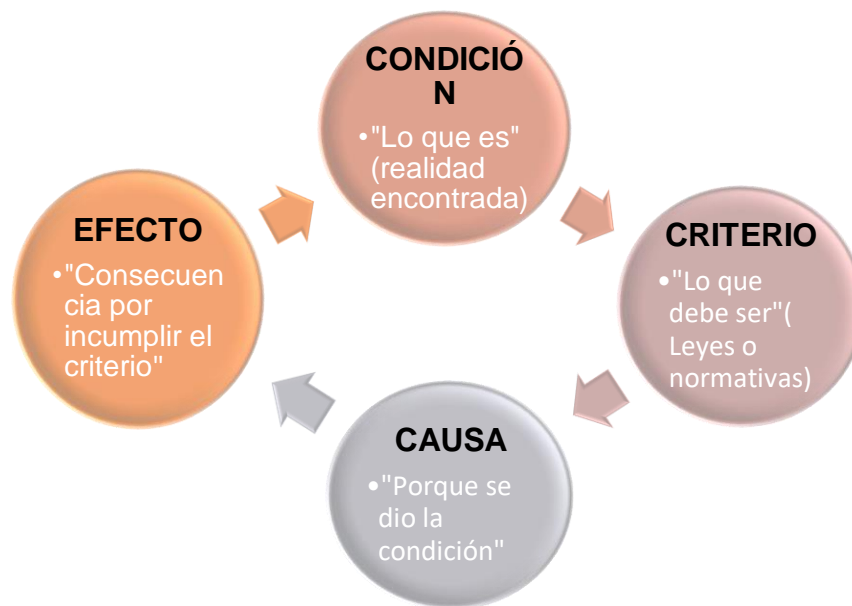 CONDICIÓ
N
•"Lo que es"
(realidad
encontrada)
CRITERIO
•"Lo que
debe ser"(
Leyes o
normativas)
CAUSA
•"Porque se
dio la
condición"
EFECTO
•"Consecuen
cia por
incumplir el
criterio"